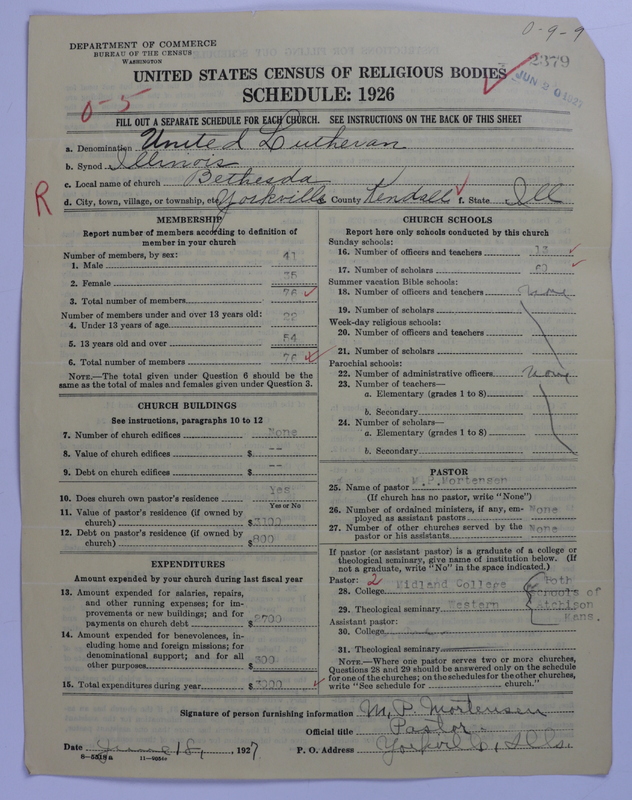 0-9-9
DEPARTMENT OF COMMERCE
BUREAU OF THE CENSUS
WASHINGTON
2379
JUN 20 1927
UNITED STATES CENSUS OF RELIGIOUS BODIES
SCHEDULE: 1926
0-5
FILL OUT A SEPARATE SCHEDULE FOR EACH CHURCH. SEE INSTRUCTIONS ON THE BACK OF THIS SHEET
a. Denomination United Lutheran
b. Synod Illinois
c. Local name of church Bethesda
R
d. City, town, village, or township, etc. Yorkville County Kendall f. State Ill
MEMBERSHIP
Report number of members according to definition of
member in your church
Number of members, by sex:
1. Male 41
2. Female 35
3. Total number of members 76
Number of members under and over 13 years old:
4. Under 13 years of age 22
5. 13 years old and over 54
6. Total number of members 76
NOTE.—The total given under Question 6 should be the
same as the total of males and females given under Question 3.
CHURCH BUILDINGS
See instructions, paragraphs 10 to 12
7. Number of church edifices None
8. Value of church edifices $ --
9. Debt on church edifices $ --
10. Does church own pastor's residence Yes
Yes or No
11. Value of pastor's residence (if owned by
church) $3100
12. Debt on pastor's residence (if owned by
church) $800
EXPENDITURES
Amount expended by your church during last fiscal year
13. Amount expended for salaries, repairs,
and other running expenses; for im-
provements or new buildings; and for
payments on church debt $2700
14. Amount expended for benevolences, in-
cluding home and foreign missions; for
denominational support; and for all
other purposes $300
15. Total expenditures during year $3000
CHURCH SCHOOLS
Report here only schools conducted by this church
Sunday schools:
16. Number of officers and teachers 13
17. Number of scholars
Summer vacation Bible schools:
18. Number of officers and teachers None
19. Number of scholars
Week-day religious schools:
20. Number of officers and teachers
21. Number of scholars
Parochial schools:
22. Number of administrative officers None
23. Number of teachers—
a. Elementary (grades 1 to 8)
b. Secondary
24. Number of scholars—
a. Elementary (grades 1 to 8)
b. Secondary
PASTOR
25. Name of pastor M.P.Mortensen
(If church has no pastor, write "None")
26. Number of ordained ministers, if any, em-
ployed as assistant pastors None
27. Number of other churches served by the
pastor or his assistants None
If pastor (or assistant pastor) is a graduate of a college or
theological seminary, give name of institution below. (If
not a graduate, write "No" in the space indicated.)
Pastor: 2
28. College Midland College Both
29. Theological seminary Western Schools of
Atchison
Kans.
Assistant pastor:
30. College
31. Theological seminary
NOTE.—Where one pastor serves two or more churches,
Questions 28 and 29 should be answered only on the schedule
for one of the churches; on the schedules for the other churches,
write "See schedule for church."
Signature of person furnishing information M. P. Mortensen
Official title Pastor
Date June 18, 1927 P. O. Address Yorkville, Ills.
8-5518a 11-9654